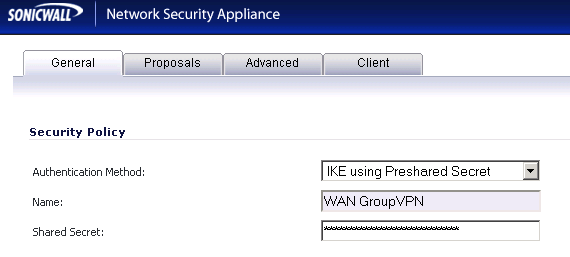 SONICWALL | Network Security Appliance
General Proposals Advanced Client
Security Policy
Authentication Method: IKE using Preshared Secret
Name: WAN GroupVPN
Shared Secret: ****************************